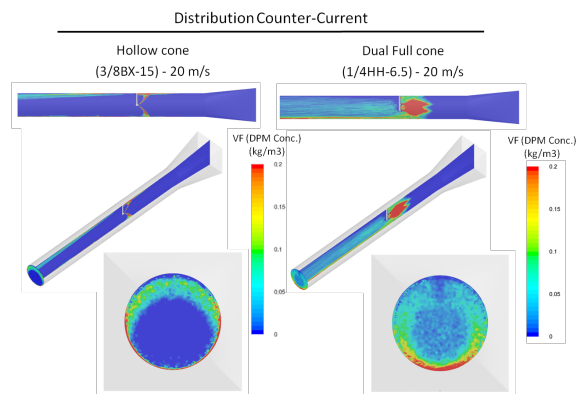 Distribution Counter-Current
Hollow cone
(3/8BX-15) - 20 m/s
Dual Full cone
(1/4HH-6.5) - 20 m/s
VF (DPM Conc.)
(kg/m3)
0.2
0.15
0.1
0.05
0
VF (DPM Conc.)
(kg/m3)
0.2
0.15
0.1
0.05
0